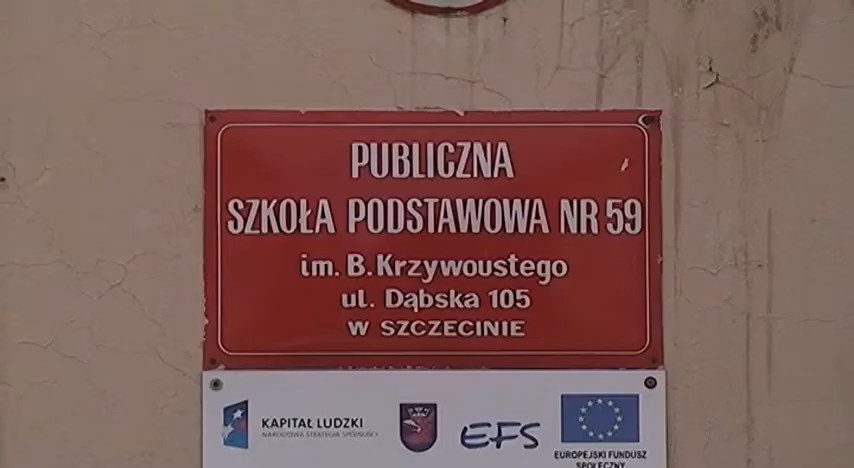 PUBLICZNA
SZKOŁA PODSTAWOWA NR 59
im. B. Krzywoustego
ul. Dąbska 105
W SZCZECINIE
KAPITAŁ LUDZKI
NARODOWA STRATEGIA SPÓJNOŚCI
EFS
EUROPEJSKI FUNDUSZ
SPOŁECZNY